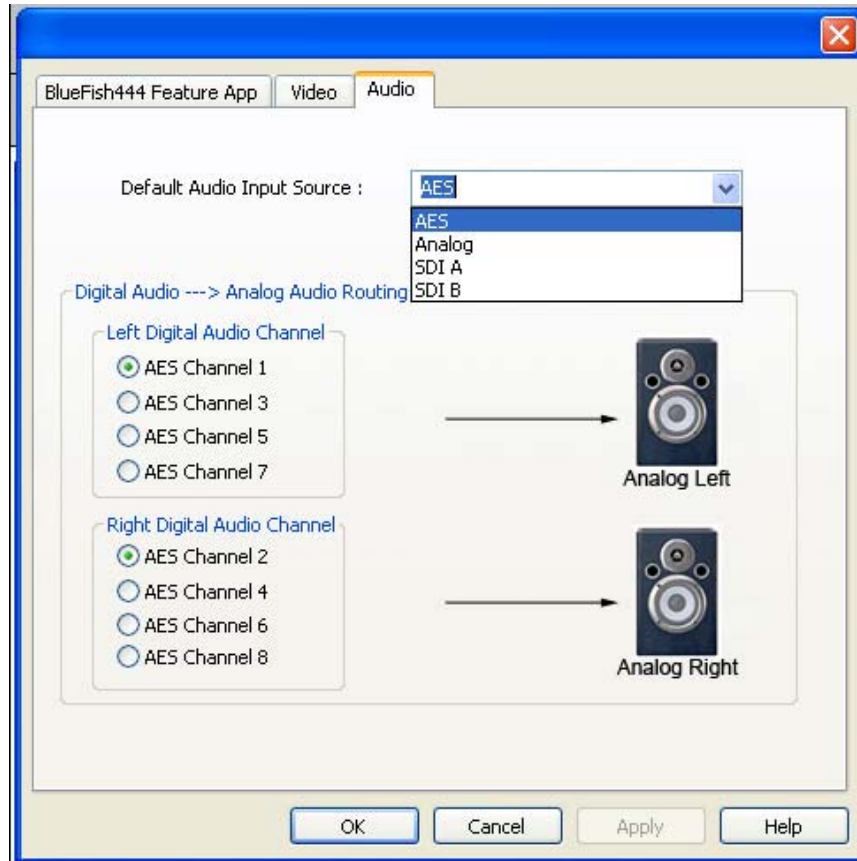 BlueFish444 Feature App
Video
Audio
Default Audio Input Source :
AES
AES
Analog
SDI A
SDI B
Digital Audio ---> Analog Audio Routing
Left Digital Audio Channel
AES Channel 1
AES Channel 3
AES Channel 5
AES Channel 7
Analog Left
Right Digital Audio Channel
AES Channel 2
AES Channel 4
AES Channel 6
AES Channel 8
Analog Right
OK
Cancel
Apply
Help